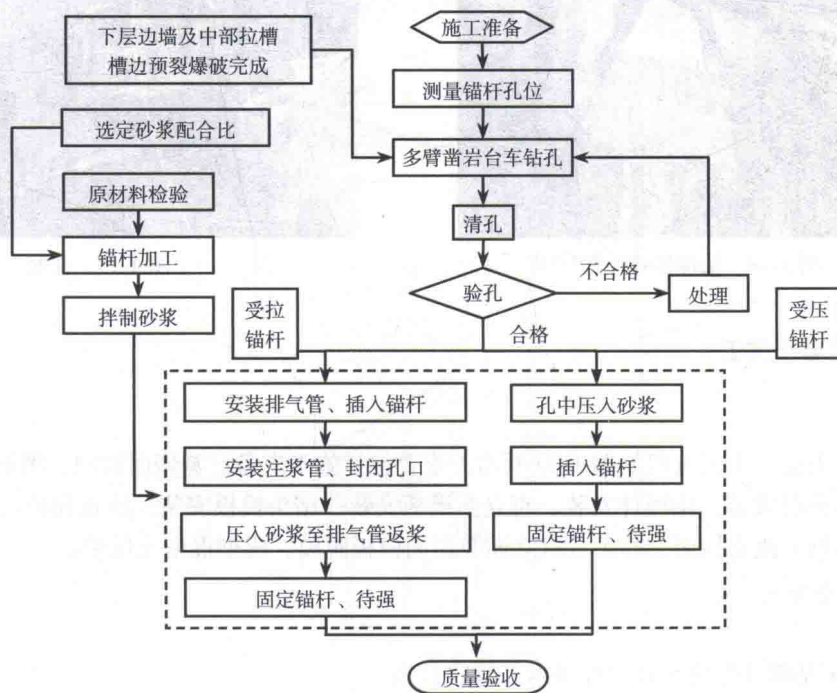 下层边墙及中部拉槽
槽边预裂爆破完成
施工准备
测量锚杆孔位
选定砂浆配合比
多臂凿岩台车钻孔
原材料检验
清孔
锚杆加工
不合格
验孔
处理
拌制砂浆
受拉
锚杆
合格
受压
锚杆
安装排气管、插入锚杆
孔中压入砂浆
安装注浆管、封闭孔口
插入锚杆
压入砂浆至排气管返浆
固定锚杆、待强
固定锚杆、待强
质量验收